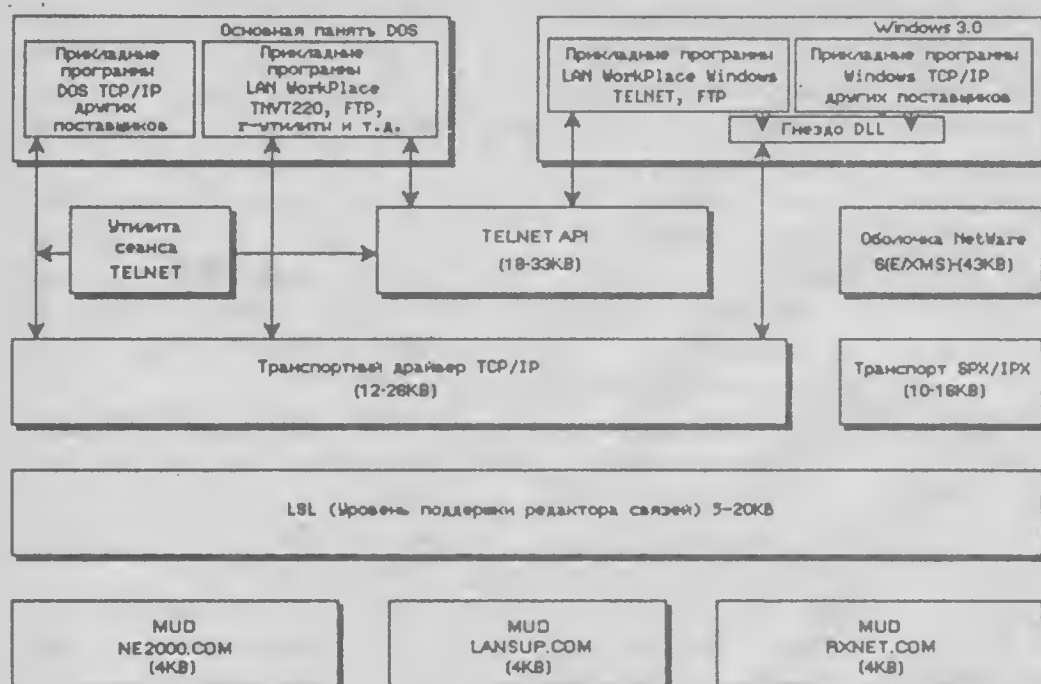 Основная память DOS
Прикладные
программы
DOS TCP/IP
других
поставщиков
Прикладные
программы
LAN WorkPlace
TNVT220, FTP,
r-утилиты и т.д.
Windows 3.0
Прикладные программы
LAN WorkPlace Windows
TELNET, FTP
Прикладные программы
Windows TCP/IP
других поставщиков
Гнездо DLL
Утилита
сеанса
TELNET
TELNET API
(18-33KB)
Оболочка NetWare
6(E/XMS)-(43KB)
Транспортный драйвер TCP/IP
(12-28KB)
Транспорт SPX/IPX
(10-16KB)
LSL (Уровень поддержки редактора связей) 5-20KB
MUD
NE2000.COM
(4KB)
MUD
LANSUP.COM
(4KB)
MUD
RXNET.COM
(4KB)